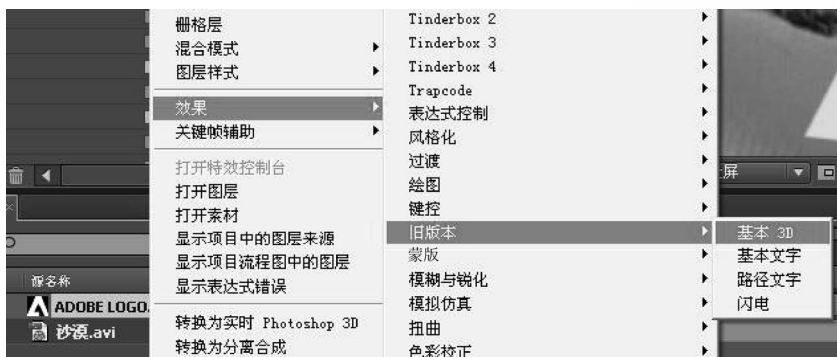 栅格层
混合模式
图层样式
效果
关键帧辅助
打开特效控制台
打开图层
打开素材
显示项目中的图层来源
显示项目流程图中的图层
显示表达式错误
转换为实时 Photoshop 3D
转换为分离合成
Tinderbox 2
Tinderbox 3
Tinderbox 4
Trapcode
表达式控制
风格化
过渡
绘图
键控
旧版本
蒙版
模糊与锐化
模拟仿真
扭曲
色彩校正
基本 3D
基本文字
路径文字
闪电
屏
源名称
ADOBE LOGO.
沙漠.avi